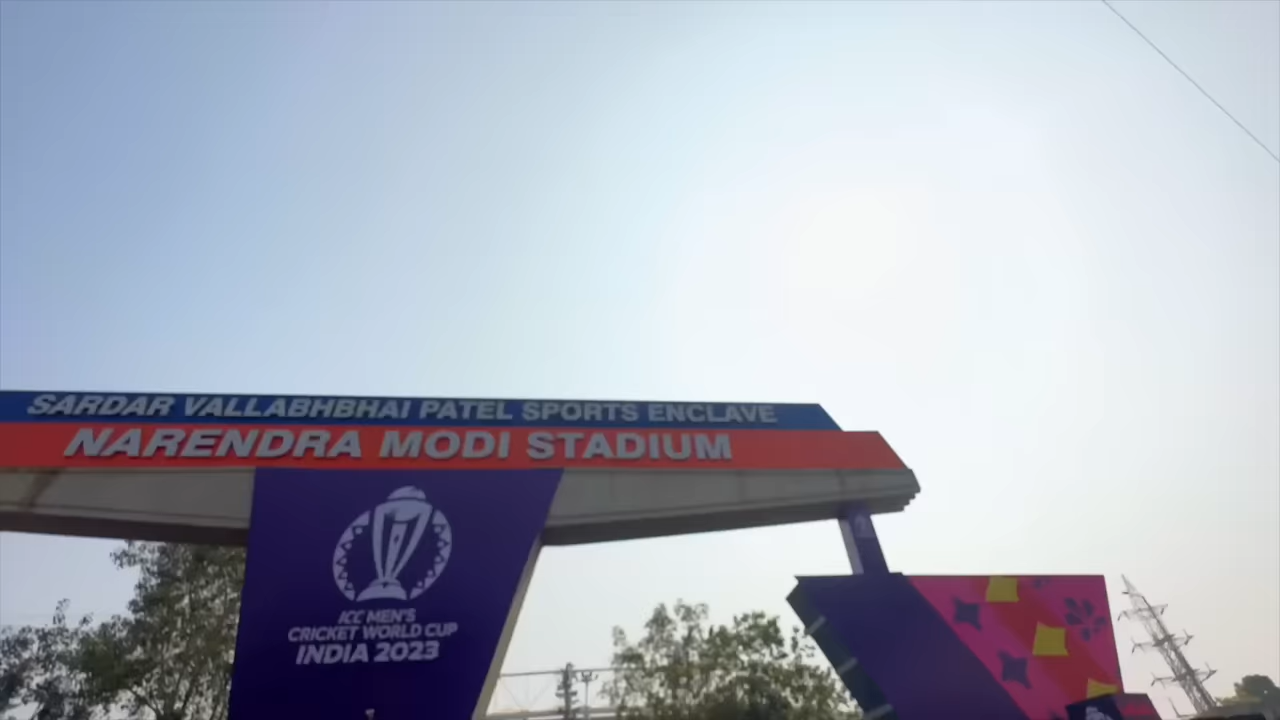 SARDAR VALLABHBHAI PATEL SPORTS ENCLAVE
NARENDRA MODI STADIUM
ICC MEN'S
CRICKET WORLD CUP
INDIA 2023